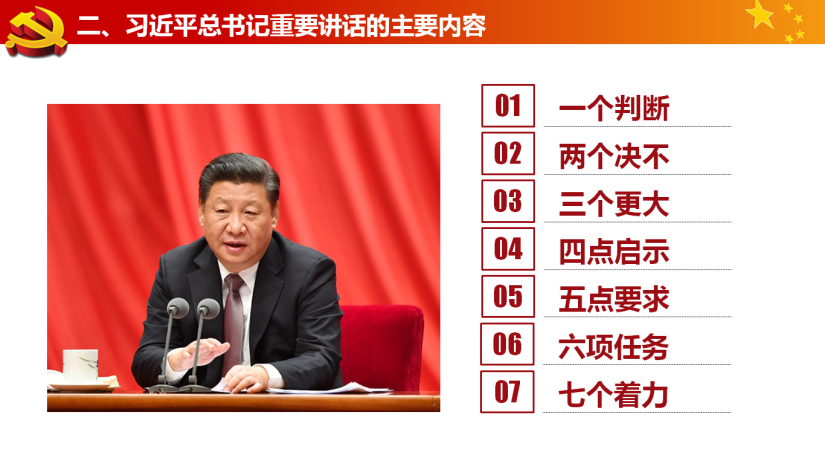 二、习近平总书记重要讲话的主要内容
01 一个判断
02 两个决不
03 三个更大
04 四点启示
05 五点要求
06 六项任务
07 七个着力